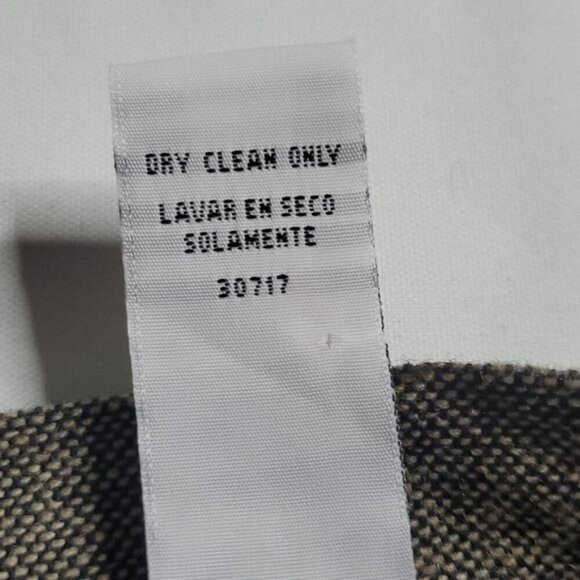 DRY CLEAN ONLY
LAVAR EN SECO
SOLAMENTE
30717